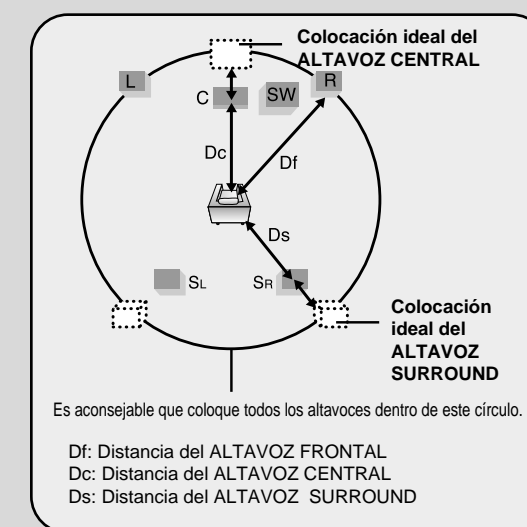 Colocación ideal del
ALTAVOZ CENTRAL
L
R
C
SW
Dc
Df
Ds
SL
SR
Colocación
ideal del
ALTAVOZ
SURROUND
Es aconsejable que coloque todos los altavoces dentro de este círculo.
Df: Distancia del ALTAVOZ FRONTAL
Dc: Distancia del ALTAVOZ CENTRAL
Ds: Distancia del ALTAVOZ SURROUND